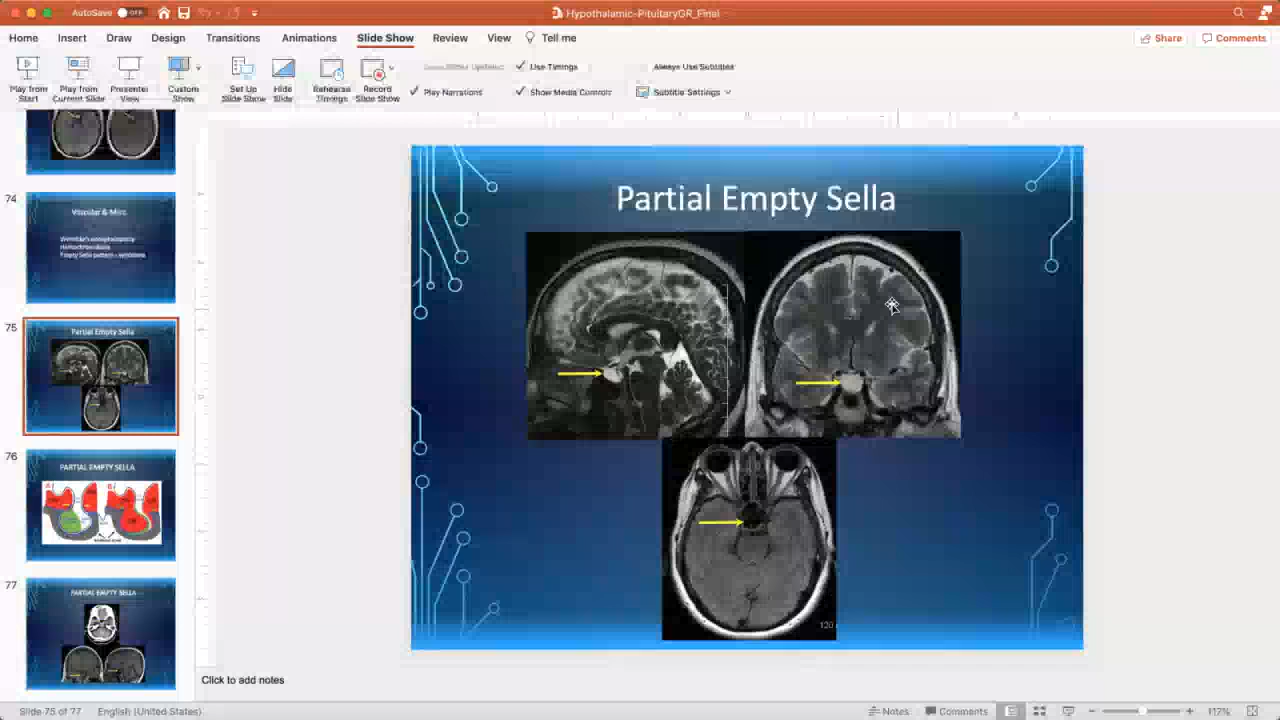 AutoSave OFF
Hypothalamic-PituitaryGR_Final
Home Insert Draw Design Transitions Animations Slide Show Review View Tell me
Share Comments
Play from Start
Play from Current Slide
Presenter View
Custom Show
Set Up Slide Show
Hide Slide
Rehearse Timings
Record Slide Show
Use Timings
Always Use Subtitles
Play Narrations
Show Media Controls
Subtitle Settings
74
Vascular & Misc.
75
Partial Empty Sella
76
PARTIAL EMPTY SELLA
A
B
77
PARTIAL EMPTY SELLA
Partial Empty Sella
120
Click to add notes
Slide 75 of 77 English (United States)
Notes Comments 117%